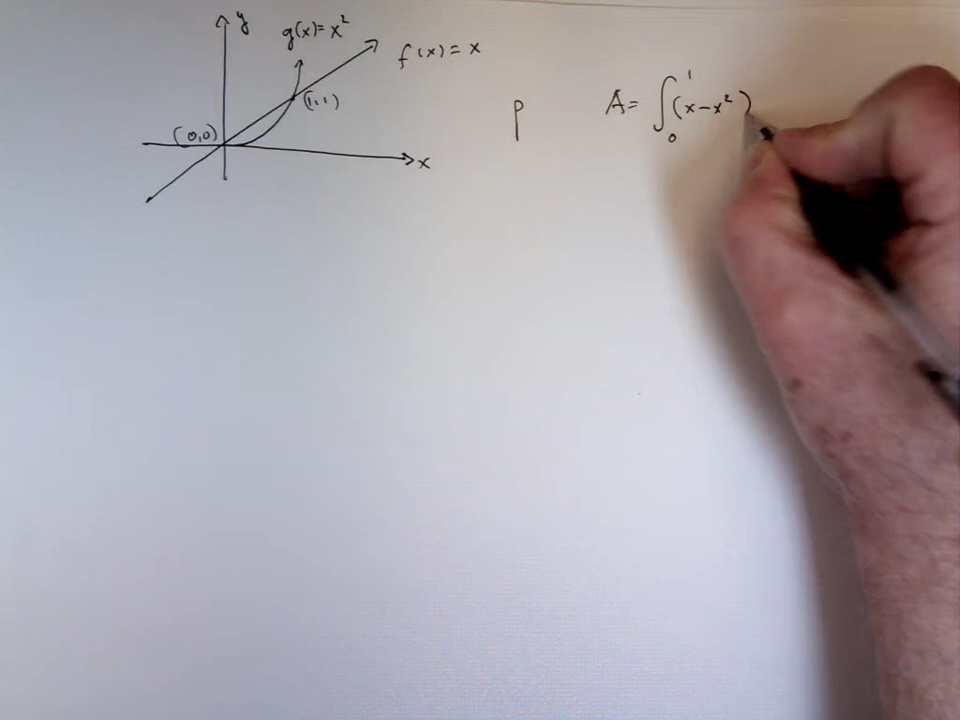 y
g(x)=x²
f(x)=x
(1,1)
(0,0)
x
ρ
A= ∫₀¹(x-x²)